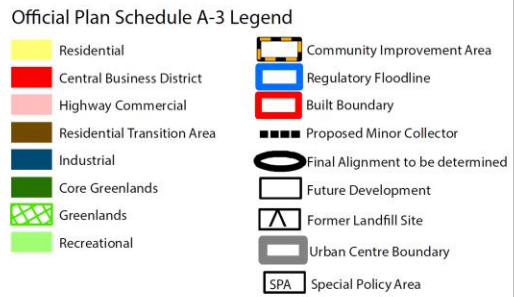 Official Plan Schedule A-3 Legend
Residential
Central Business District
Highway Commercial
Residential Transition Area
Industrial
Core Greenlands
Greenlands
Recreational
Community Improvement Area
Regulatory Floodline
Built Boundary
Proposed Minor Collector
Final Alignment to be determined
Future Development
Former Landfill Site
Urban Centre Boundary
SPA Special Policy Area